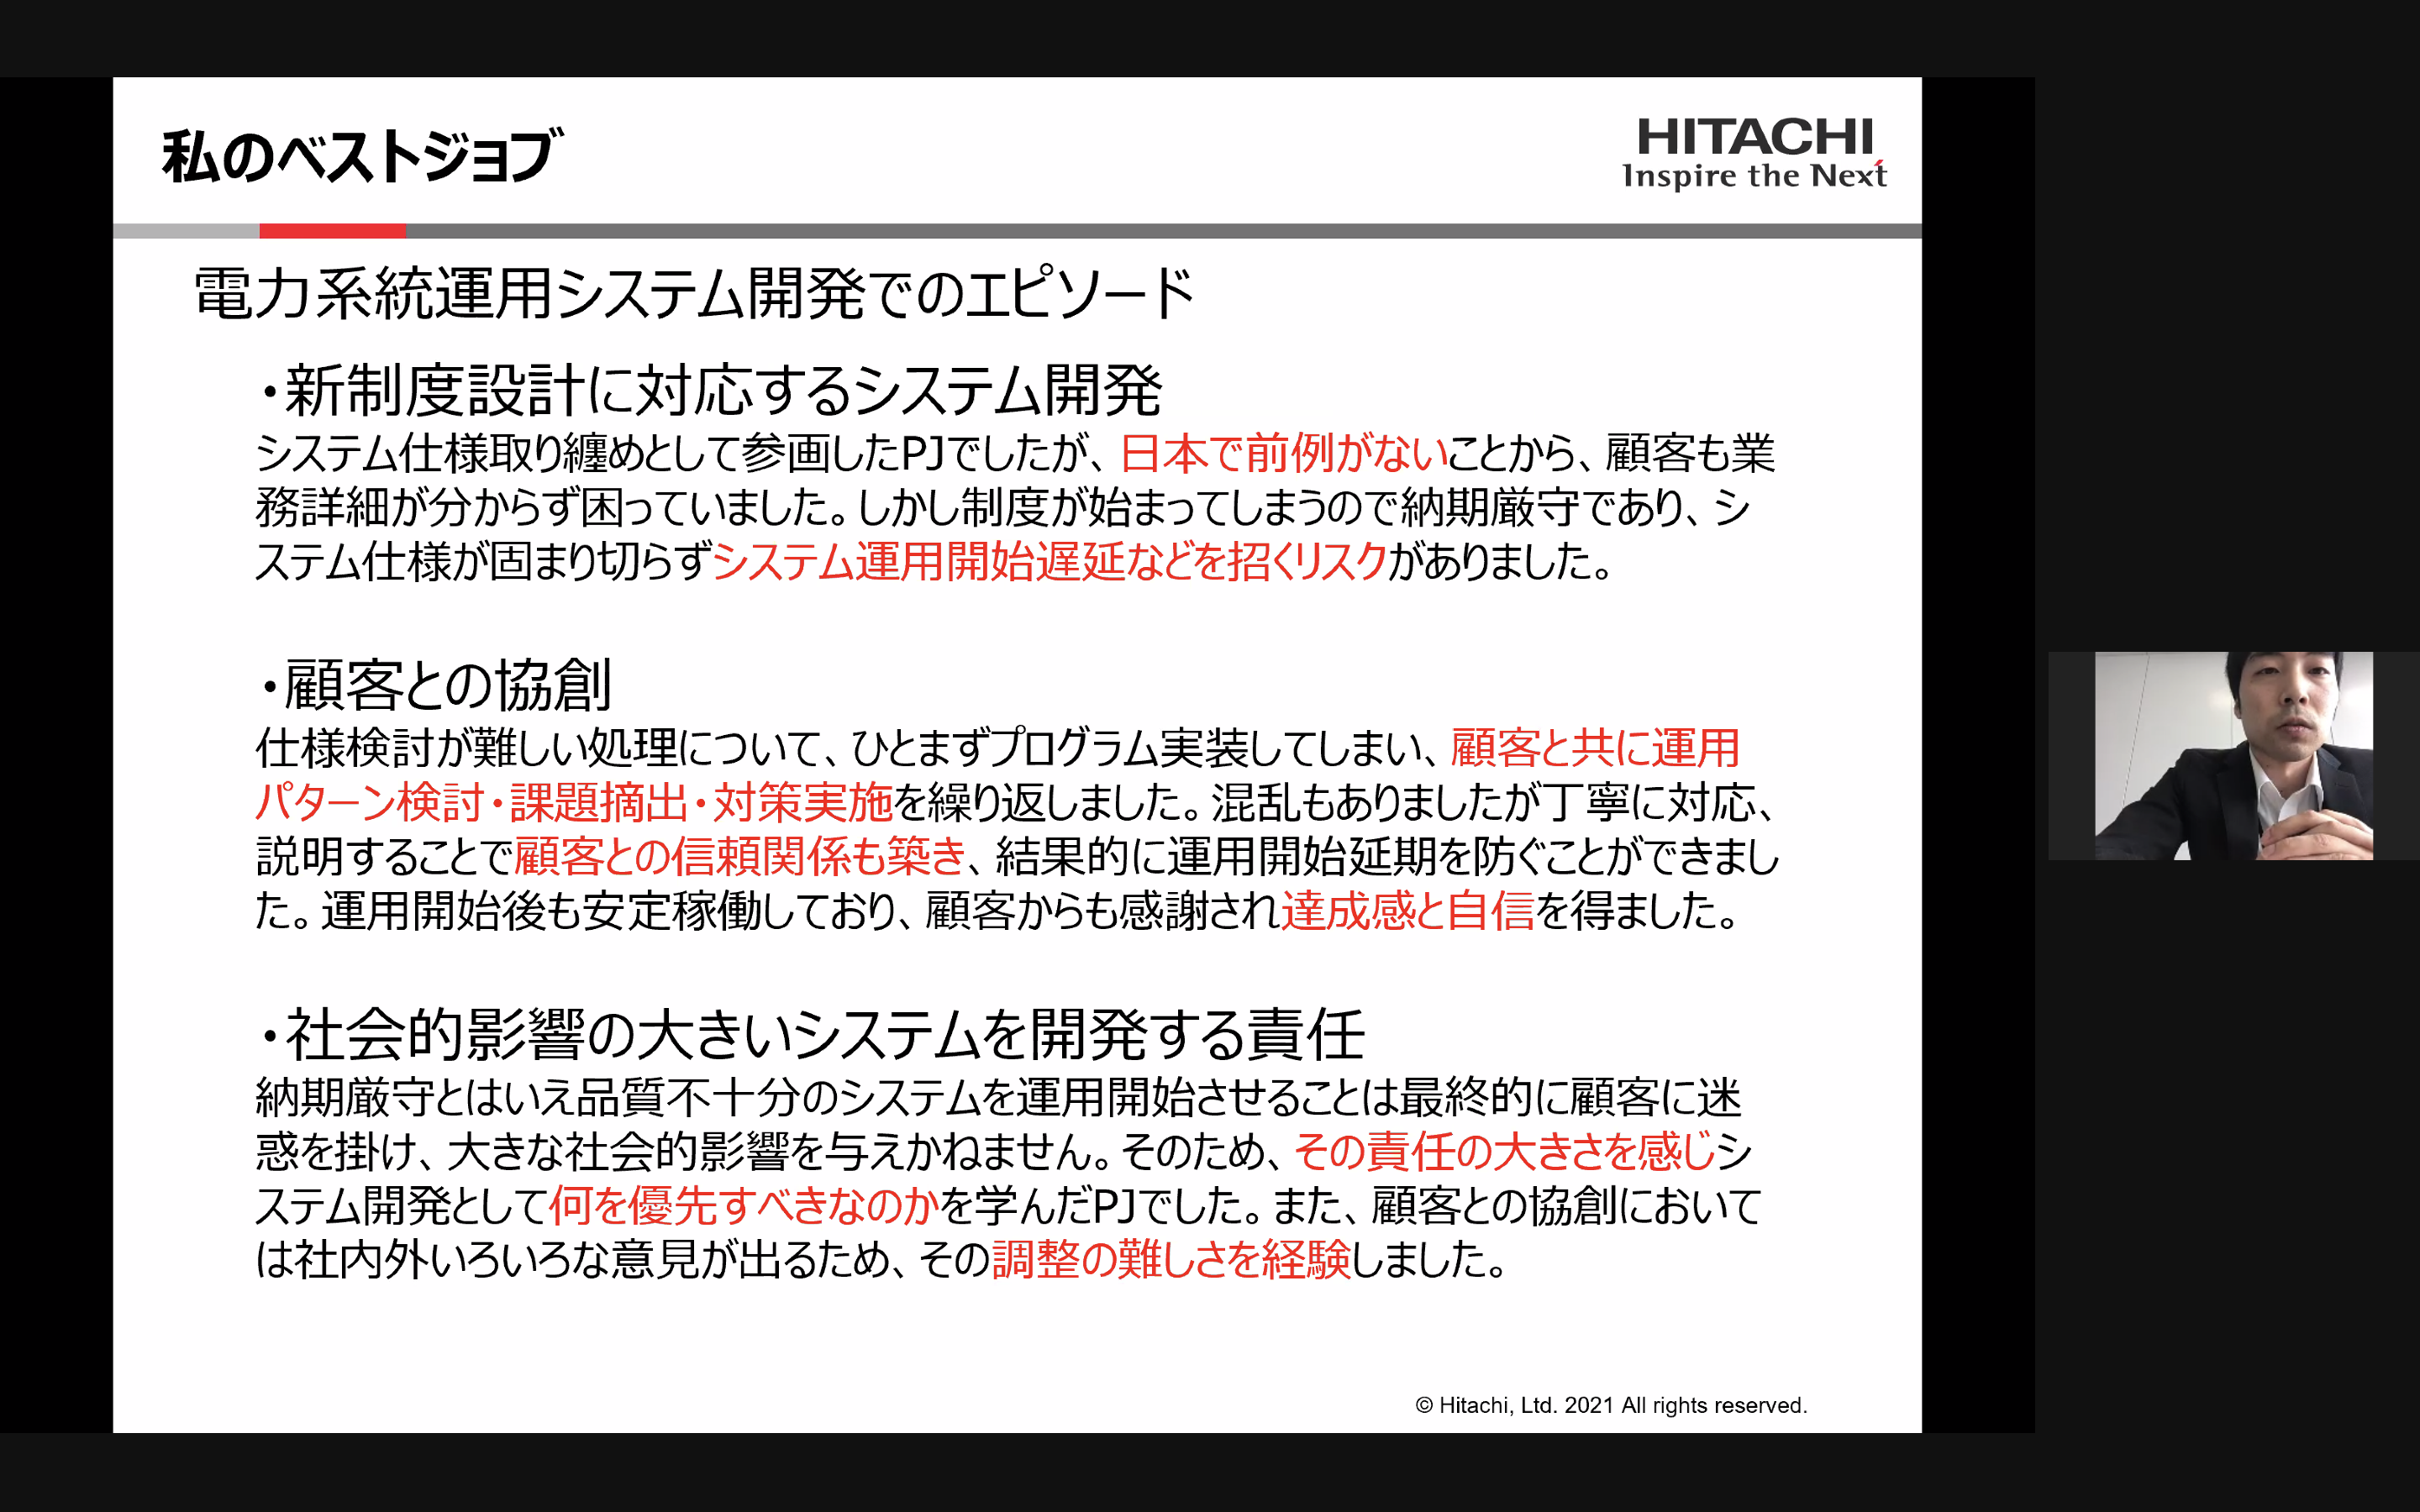 私のベストジョブ
HITACHI
Inspire the Next
電力系統運用システム開発でのエピソード
・新制度設計に対応するシステム開発
システム仕様取り纏めとして参画したPJでしたが、日本で前例がないことから、顧客も業
務詳細が分からず困っていました。しかし制度が始まってしまうので納期厳守であり、シ
ステム仕様が固まり切らずシステム運用開始遅延などを招くリスクがありました。
・顧客との協創
仕様検討が難しい処理について、ひとまずプログラム実装してしまい、顧客と共に運用
パターン検討・課題摘出・対策実施を繰り返しました。混乱もありましたが丁寧に対応、
説明することで顧客との信頼関係も築き、結果的に運用開始延期を防ぐことができまし
た。運用開始後も安定稼働しており、顧客からも感謝され達成感と自信を得ました。
・社会的影響の大きいシステムを開発する責任
納期厳守とはいえ品質不十分のシステムを運用開始させることは最終的に顧客に迷
惑を掛け、大きな社会的影響を与えかねません。そのため、その責任の大きさを感じシ
ステム開発として何を優先すべきなのかを学んだPJでした。また、顧客との協創において
は社内外いろいろな意見が出るため、その調整の難しさを経験しました。
© Hitachi, Ltd. 2021 All rights reserved.